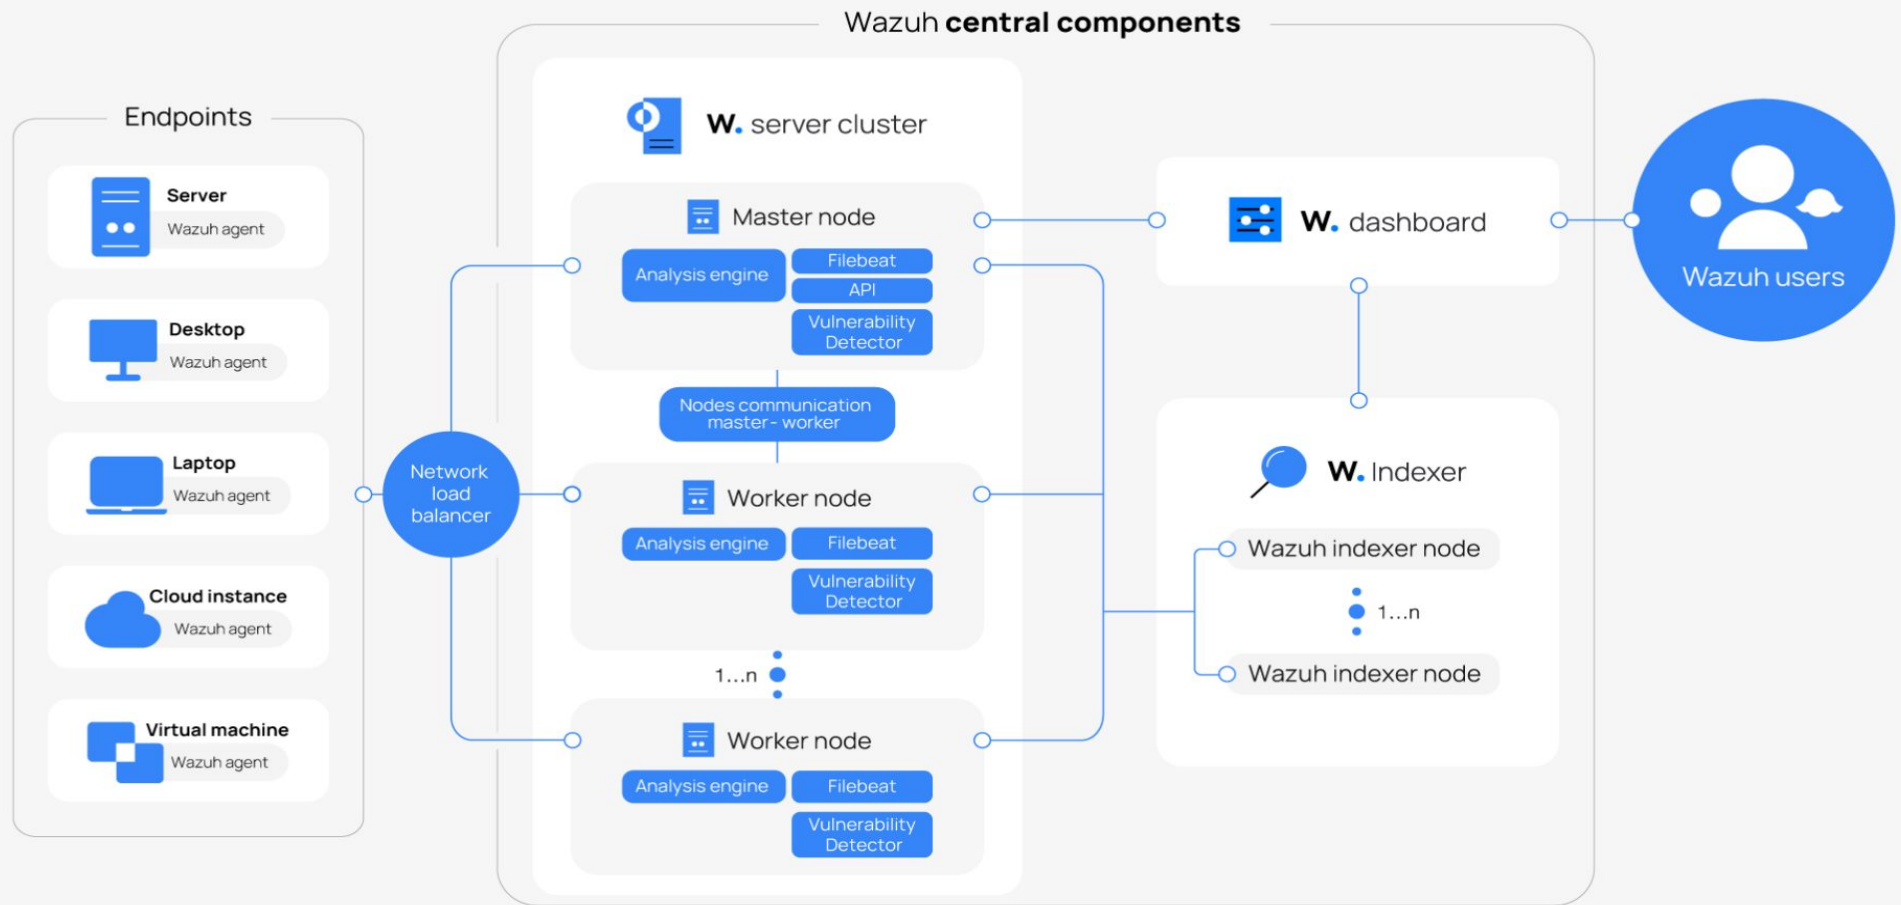 Wazuh central components
Endpoints
Server
Wazuh agent
Desktop
Wazuh agent
Laptop
Wazuh agent
Cloud instance
Wazuh agent
Virtual machine
Wazuh agent
Network
load
balancer
W. server cluster
Master node
Analysis engine
Filebeat
API
Vulnerability
Detector
Nodes communication
master - worker
Worker node
Analysis engine
Filebeat
Vulnerability
Detector
1...n
Worker node
Analysis engine
Filebeat
Vulnerability
Detector
W. dashboard
W. Indexer
Wazuh indexer node
1...n
Wazuh indexer node
Wazuh users